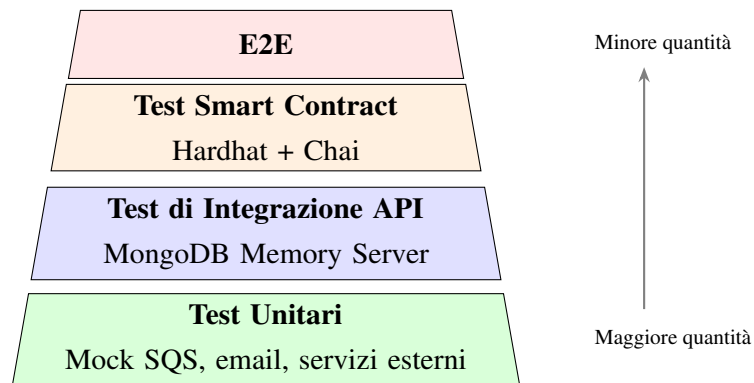 E2E
Minore quantità
Test Smart Contract
Hardhat + Chai
Test di Integrazione API
MongoDB Memory Server
Test Unitari
Mock SQS, email, servizi esterni
Maggiore quantità